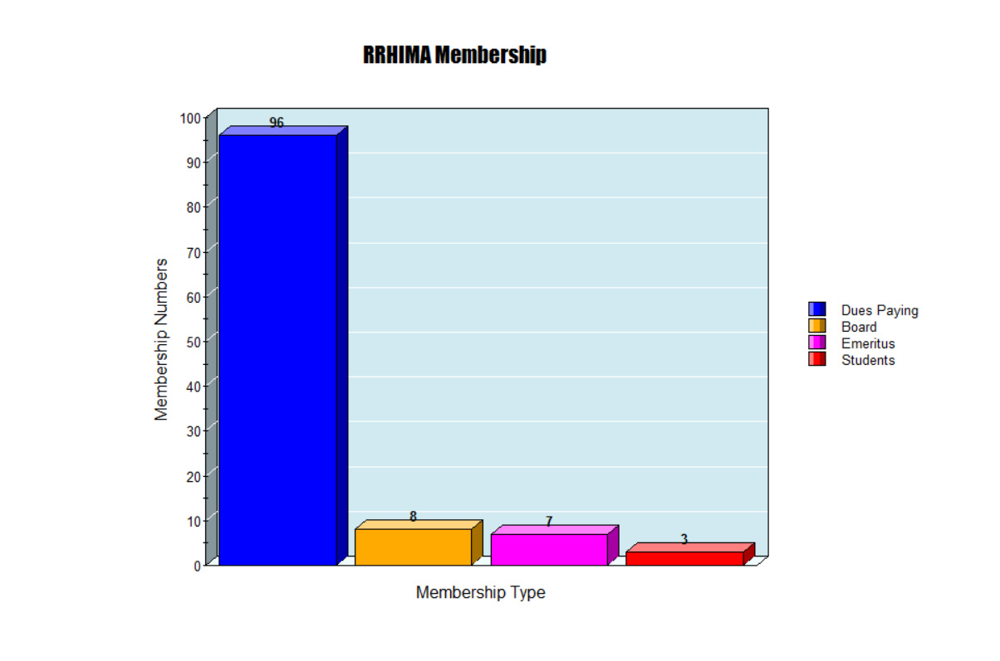 RRHIMA Membership
100
90
80
70
60
50
40
30
20
10
0
96
8
7
3
Membership Numbers
Membership Type
Dues Paying
Board
Emeritus
Students